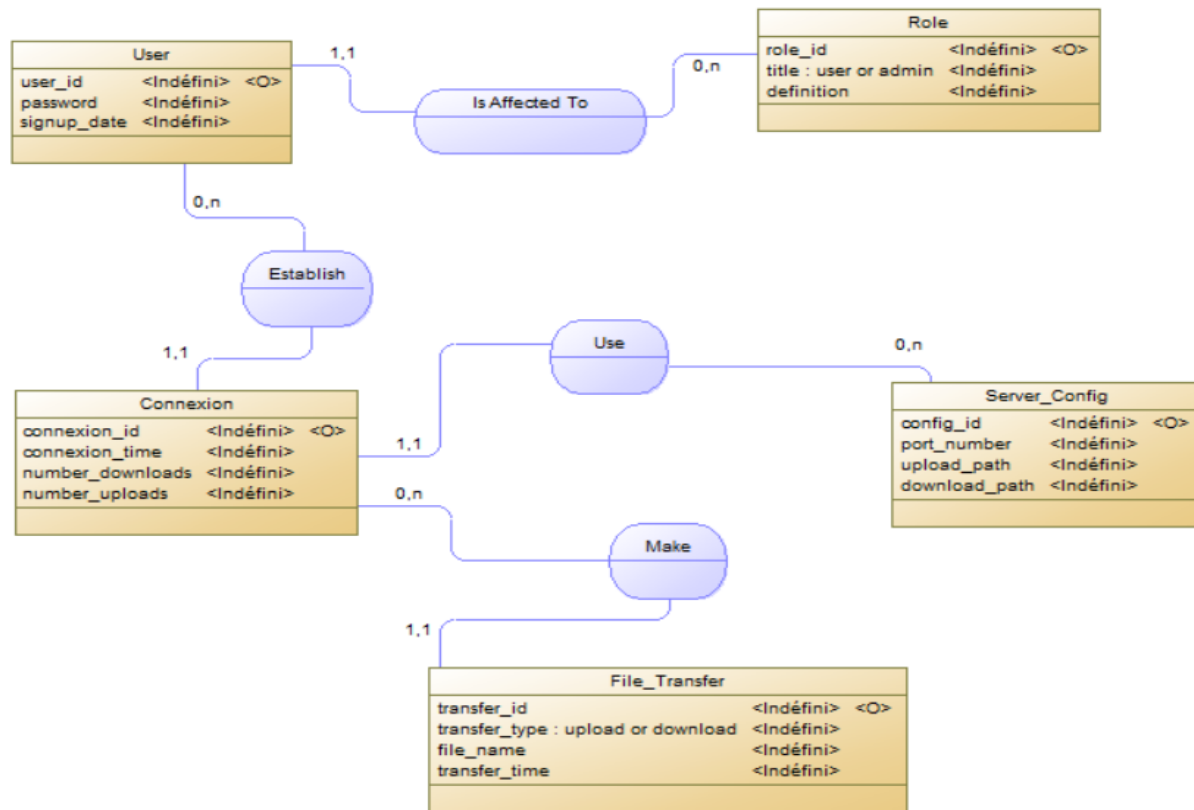 User
user_id <Indéfini> <O>
password <Indéfini>
signup_date <Indéfini>
1,1
Is Affected To
0,n
Role
role_id <Indéfini> <O>
title : user or admin <Indéfini>
definition <Indéfini>
0,n
Establish
1,1
Connexion
connexion_id <Indéfini> <O>
connexion_time <Indéfini>
number_downloads <Indéfini>
number_uploads <Indéfini>
1,1
Use
0,n
Server_Config
config_id <Indéfini> <O>
port_number <Indéfini>
upload_path <Indéfini>
download_path <Indéfini>
0,n
Make
1,1
File_Transfer
transfer_id <Indéfini> <O>
transfer_type : upload or download <Indéfini>
file_name <Indéfini>
transfer_time <Indéfini>